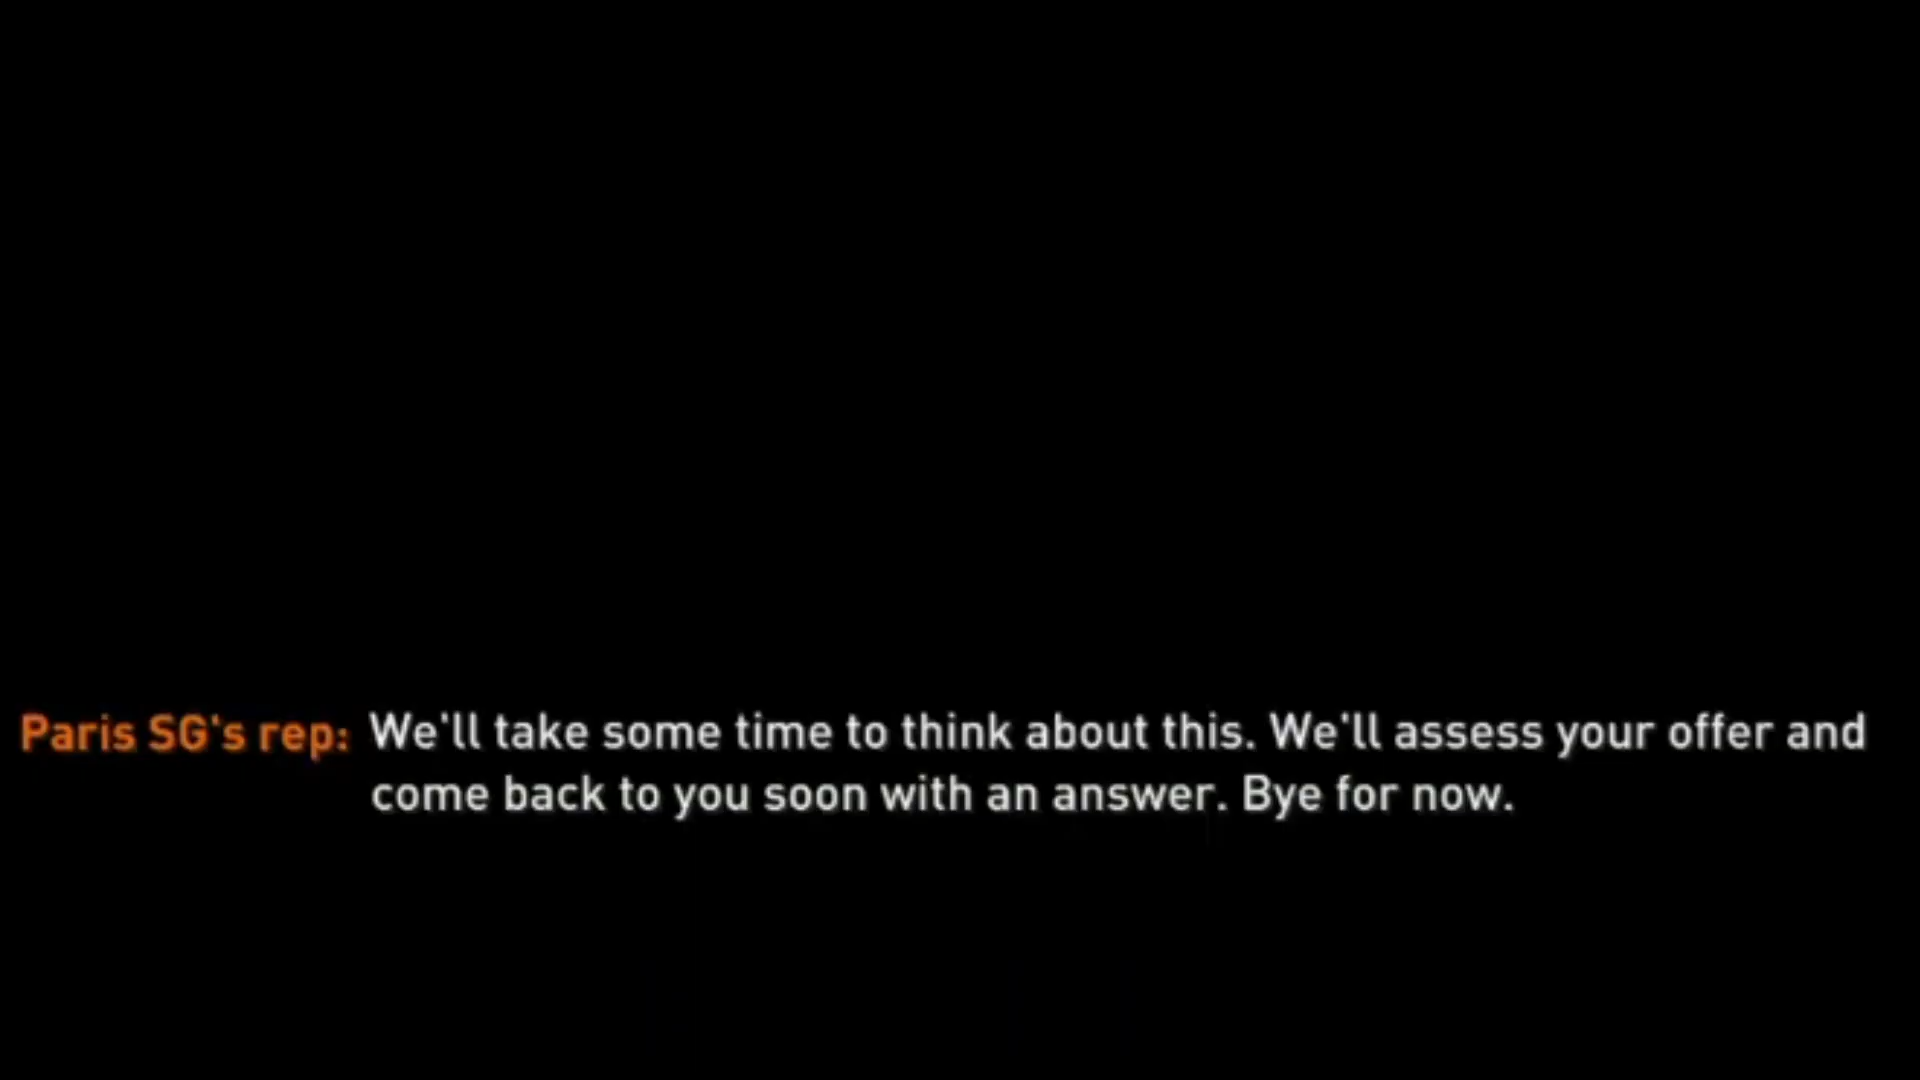 Paris SG's rep: We'll take some time to think about this. We'll assess your offer and
come back to you soon with an answer. Bye for now.